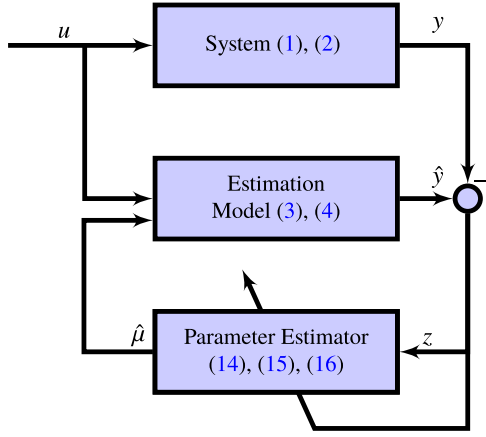 u
System (1), (2)
y
Estimation
Model (3), (4)
ŷ
−
μ̂
Parameter Estimator
(14), (15), (16)
z